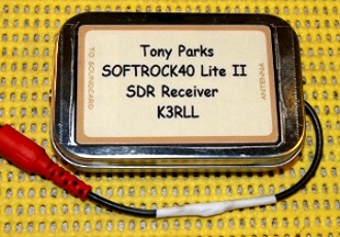 Tony Parks
SOFTROCK40 Lite II
SDR Receiver
K3RLL
TO SOUNDCARD
ANTENNA